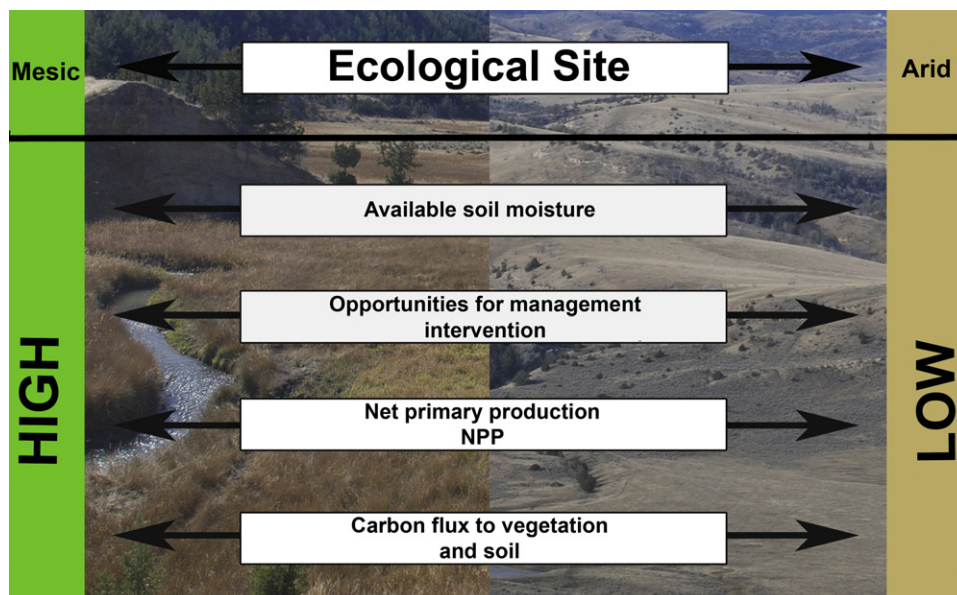 Mesic
Ecological Site
Arid
Available soil moisture
Opportunities for management
intervention
HIGH
LOW
Net primary production
NPP
Carbon flux to vegetation
and soil